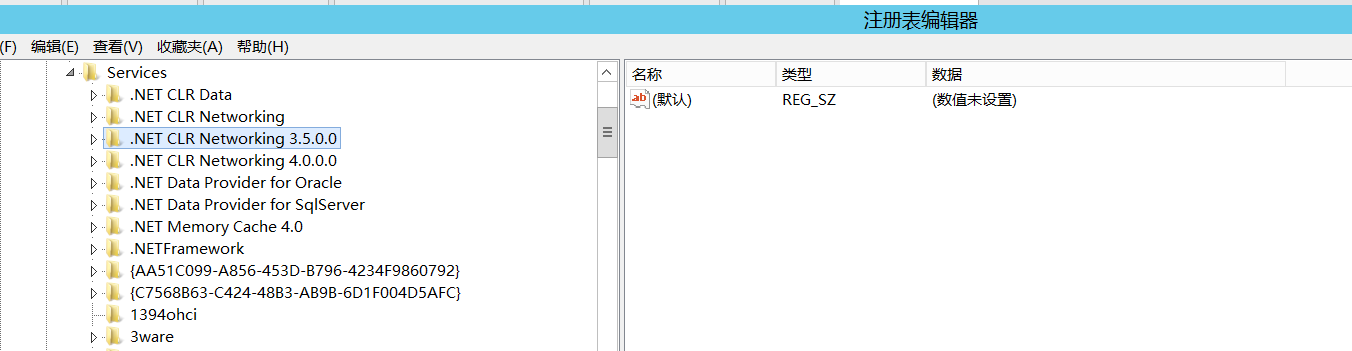 注册表编辑器
(F) 编辑(E) 查看(V) 收藏夹(A) 帮助(H)
Services
.NET CLR Data
.NET CLR Networking
.NET CLR Networking 3.5.0.0
.NET CLR Networking 4.0.0.0
.NET Data Provider for Oracle
.NET Data Provider for SqlServer
.NET Memory Cache 4.0
.NETFramework
{AA51C099-A856-453D-B796-4234F9860792}
{C7568B63-C424-48B3-AB9B-6D1F004D5AFC}
1394ohci
3ware
名称 类型 数据
ab (默认) REG_SZ (数值未设置)